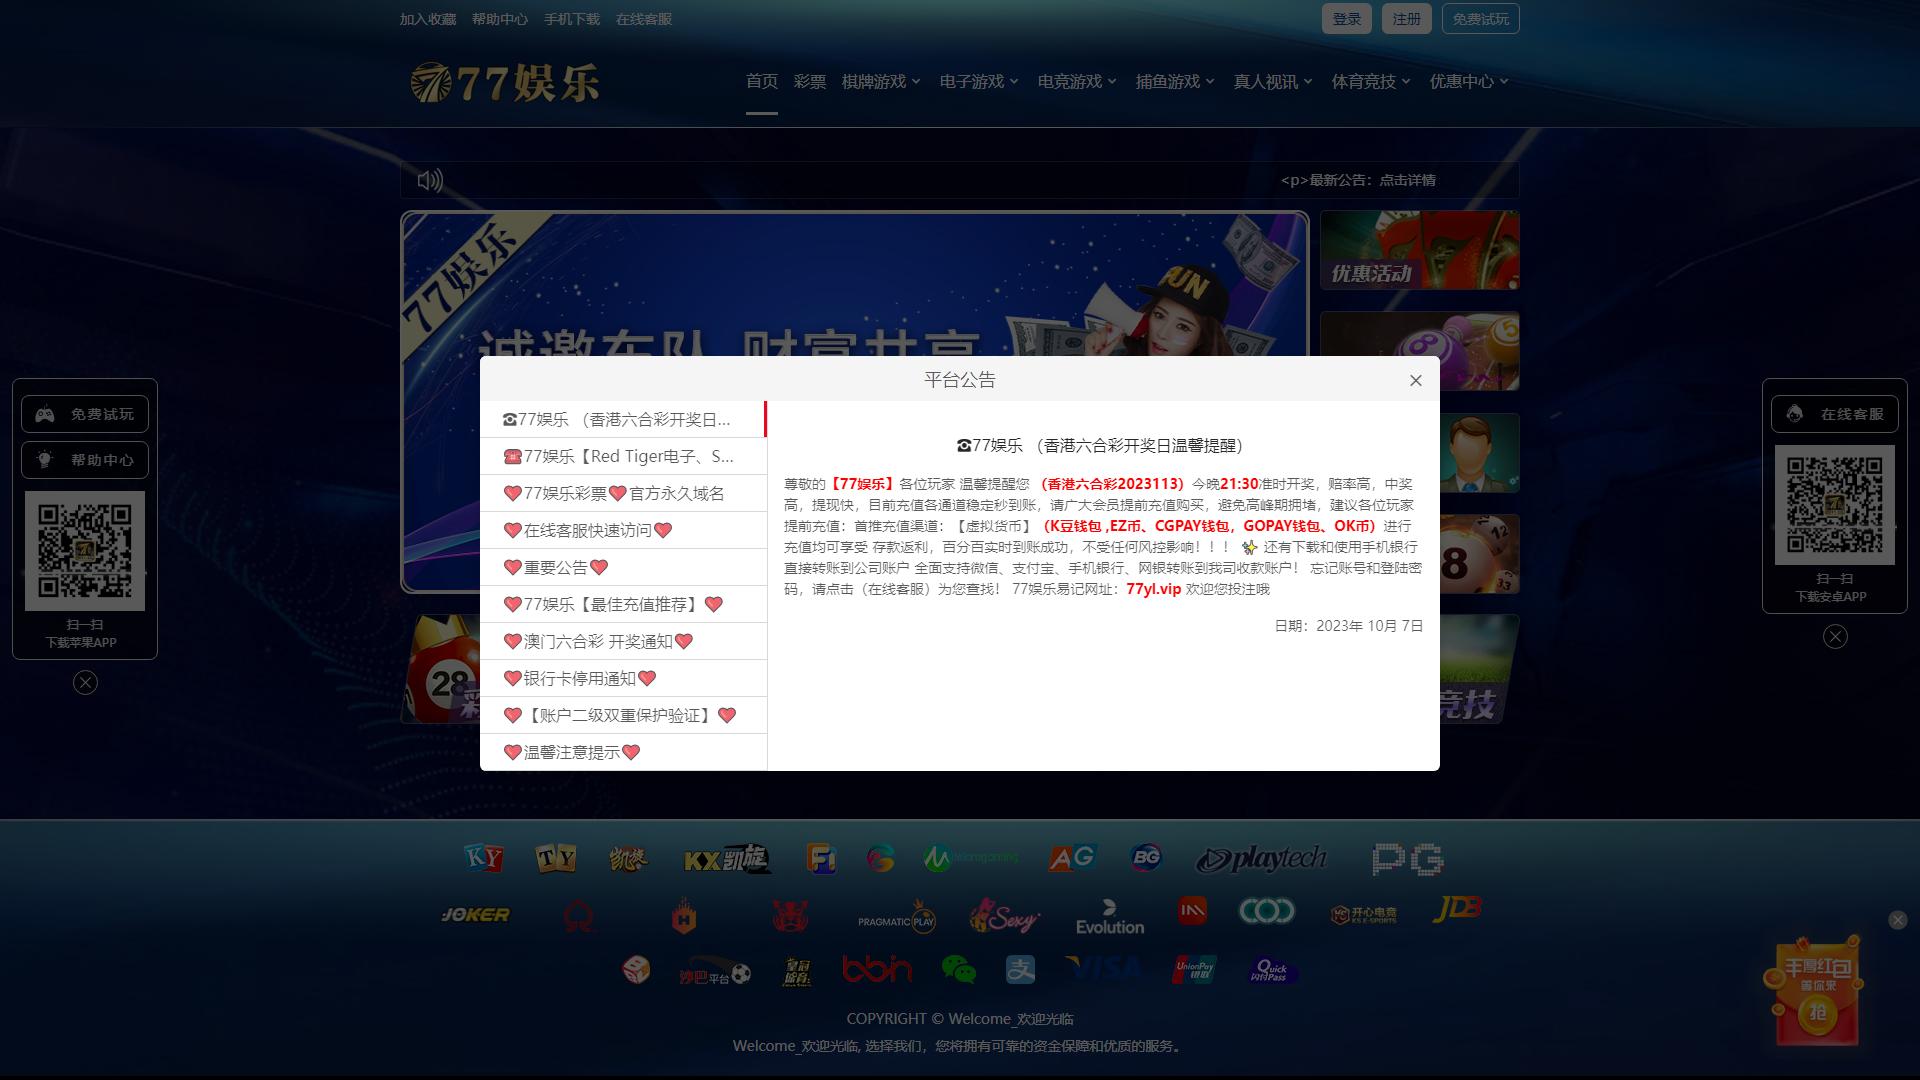 加入收藏 帮助中心 手机下载 在线客服
登录 注册 免费试玩
77娱乐
首页 彩票 棋牌游戏 电子游戏 电竞游戏 捕鱼游戏 真人视讯 体育竞技 优惠中心
<p>最新公告：点击详情
77娱乐
诚邀车队 财富共赢
优惠活动
免费试玩
帮助中心
扫一扫
下载苹果APP
平台公告
☎77娱乐 （香港六合彩开奖日...
☎️77娱乐【Red Tiger电子、S...
❤️77娱乐彩票❤️官方永久域名
❤️在线客服快速访问❤️
❤️重要公告❤️
❤️77娱乐【最佳充值推荐】❤️
❤️澳门六合彩 开奖通知❤️
❤️银行卡停用通知❤️
❤️【账户二级双重保护验证】❤️
❤️温馨注意提示❤️
☎77娱乐 （香港六合彩开奖日温馨提醒）
尊敬的【77娱乐】各位玩家 温馨提醒您 （香港六合彩2023113）今晚21:30准时开奖，赔率高，中奖
高，提现快，目前充值各通道稳定秒到账，请广大会员提前充值购买，避免高峰期拥堵，建议各位玩家
提前充值：首推充值渠道：【虚拟货币】（K豆钱包 ,EZ币、CGPAY钱包，GOPAY钱包、OK币）进行
充值均可享受 存款返利，百分百实时到账成功，不受任何风控影响！！！ ✨ 还有下载和使用手机银行
直接转账到公司账户 全面支持微信、支付宝、手机银行、网银转账到我司收款账户！ 忘记账号和登陆密
码，请点击（在线客服）为您查找！ 77娱乐易记网址：77yl.vip 欢迎您投注哦
日期：2023年 10月 7日
在线客服
扫一扫
下载安卓APP
28
竞技
KY TY 凯旋 KX凯旋 AG BG playtech PG
JOKER PRAGMATIC PLAY Sexy Evolution 开心电竞 KS E-SPORTS JDB
沙巴平台 皇冠体育 bbin 支 VISA UnionPay 银联 Quick Pass 闪付
COPYRIGHT © Welcome_欢迎光临
Welcome_欢迎光临, 选择我们，您将拥有可靠的资金保障和优质的服务。
丰厚红包
等你来
抢